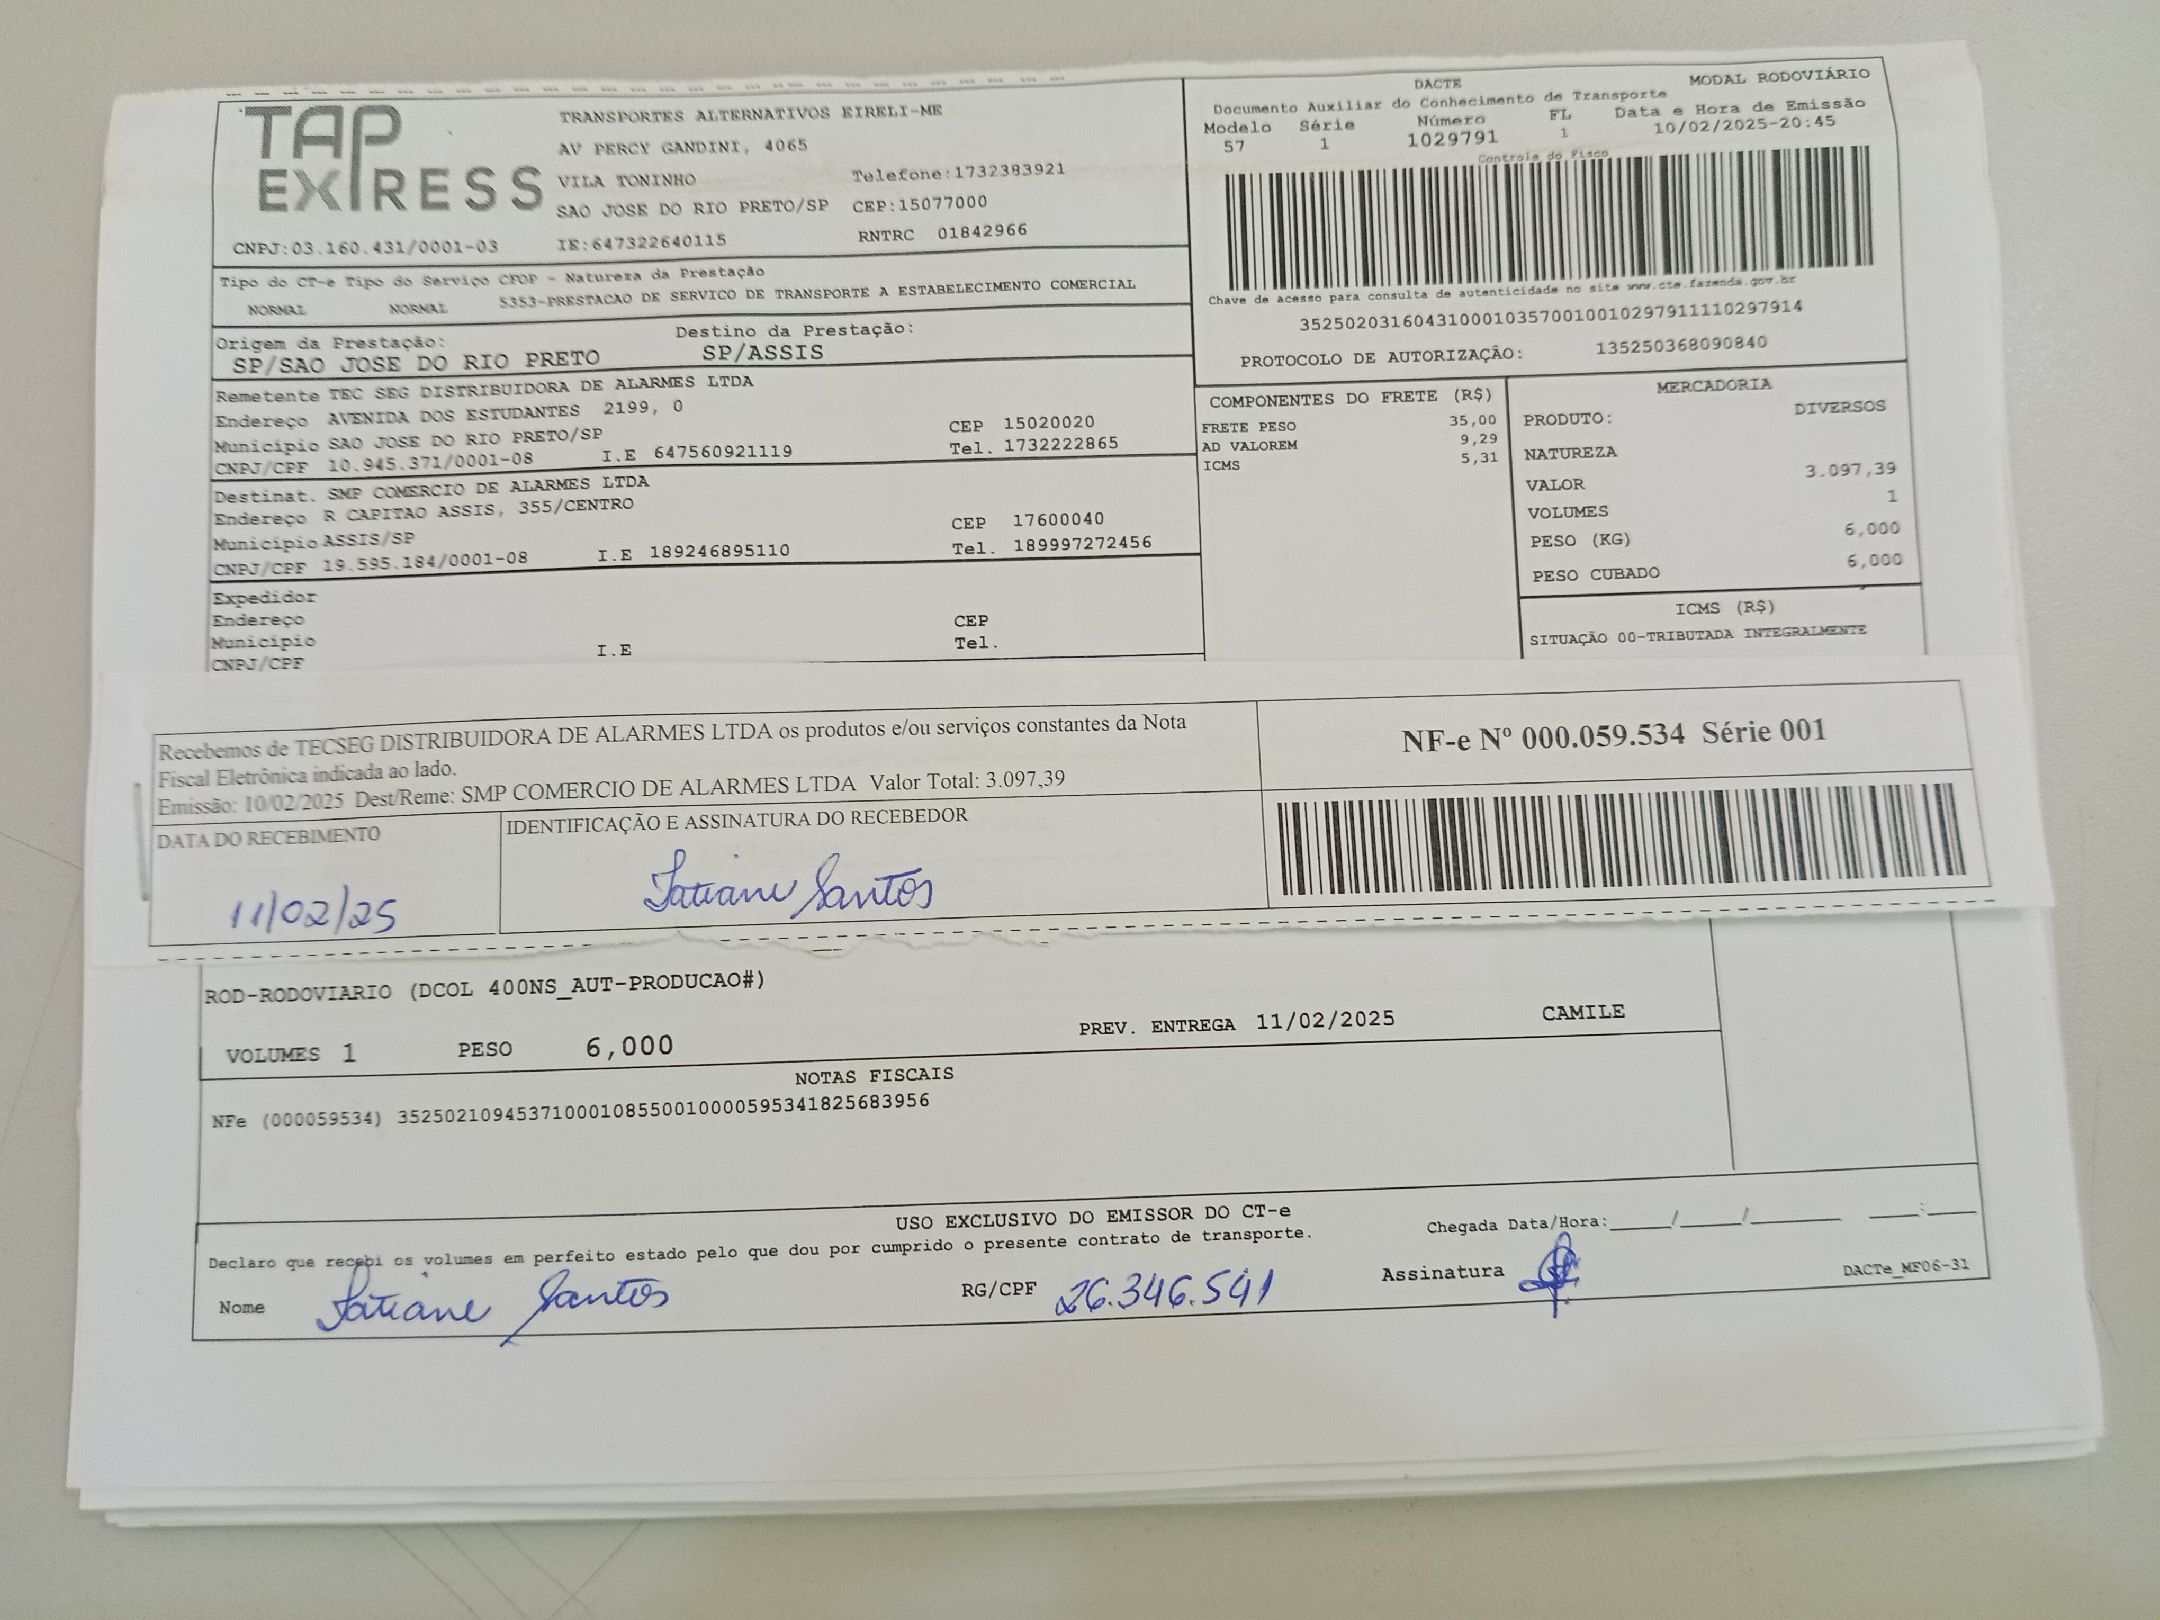 TAP
EXPRESS
TRANSPORTES ALTERNATIVOS EIRELI-ME
AV PERCY GANDINI, 4065
VILA TONINHO Telefone:1732383921
SAO JOSE DO RIO PRETO/SP CEP:15077000
CNPJ:03.160.431/0001-03 IE:647322640115 RNTRC 01842966
DACTE MODAL RODOVIÁRIO
Documento Auxiliar do Conhecimento de Transporte
Modelo Série Número FL Data e Hora de Emissão
57 1 1029791 1 10/02/2025-20:45
Controle do Fisco
Chave de acesso para consulta de autenticidade no site www.cte.fazenda.gov.br
35250203160431000103570010010297911110297914
PROTOCOLO DE AUTORIZAÇÃO: 135250368090840
Tipo do CT-e Tipo do Serviço CFOP - Natureza da Prestação
NORMAL NORMAL 5353-PRESTACAO DE SERVICO DE TRANSPORTE A ESTABELECIMENTO COMERCIAL
Origem da Prestação: Destino da Prestação:
SP/SAO JOSE DO RIO PRETO SP/ASSIS
Remetente TEC SEG DISTRIBUIDORA DE ALARMES LTDA
Endereço AVENIDA DOS ESTUDANTES 2199, 0
Município SAO JOSE DO RIO PRETO/SP CEP 15020020
CNPJ/CPF 10.945.371/0001-08 I.E 647560921119 Tel. 1732222865
Destinat. SMP COMERCIO DE ALARMES LTDA
Endereço R CAPITAO ASSIS, 355/CENTRO
Município ASSIS/SP CEP 17600040
CNPJ/CPF 19.595.184/0001-08 I.E 189246895110 Tel. 189997272456
Expedidor
Endereço CEP
Município Tel.
CNPJ/CPF I.E
COMPONENTES DO FRETE (R$)
FRETE PESO 35,00
AD VALOREM 9,29
ICMS 5,31
MERCADORIA
PRODUTO: DIVERSOS
NATUREZA
VALOR 3.097,39
VOLUMES 1
PESO (KG) 6,000
PESO CUBADO 6,000
ICMS (R$)
SITUAÇÃO 00-TRIBUTADA INTEGRALMENTE
Recebemos de TECSEG DISTRIBUIDORA DE ALARMES LTDA os produtos e/ou serviços constantes da Nota
Fiscal Eletrônica indicada ao lado.
Emissão: 10/02/2025 Dest/Reme: SMP COMERCIO DE ALARMES LTDA Valor Total: 3.097,39
NF-e Nº 000.059.534 Série 001
DATA DO RECEBIMENTO IDENTIFICAÇÃO E ASSINATURA DO RECEBEDOR
11/02/25 Tatiane Santos
ROD-RODOVIARIO (DCOL 400NS_AUT-PRODUCAO#)
VOLUMES 1 PESO 6,000 PREV. ENTREGA 11/02/2025 CAMILE
NOTAS FISCAIS
NFe (000059534) 35250210945371000108550010000595341825683956
USO EXCLUSIVO DO EMISSOR DO CT-e
Declaro que recebi os volumes em perfeito estado pelo que dou por cumprido o presente contrato de transporte.
Chegada Data/Hora:_____/_____/________ ____:____
Nome Tatiane Santos RG/CPF 26.346.541 Assinatura
DACTe_MF06-31